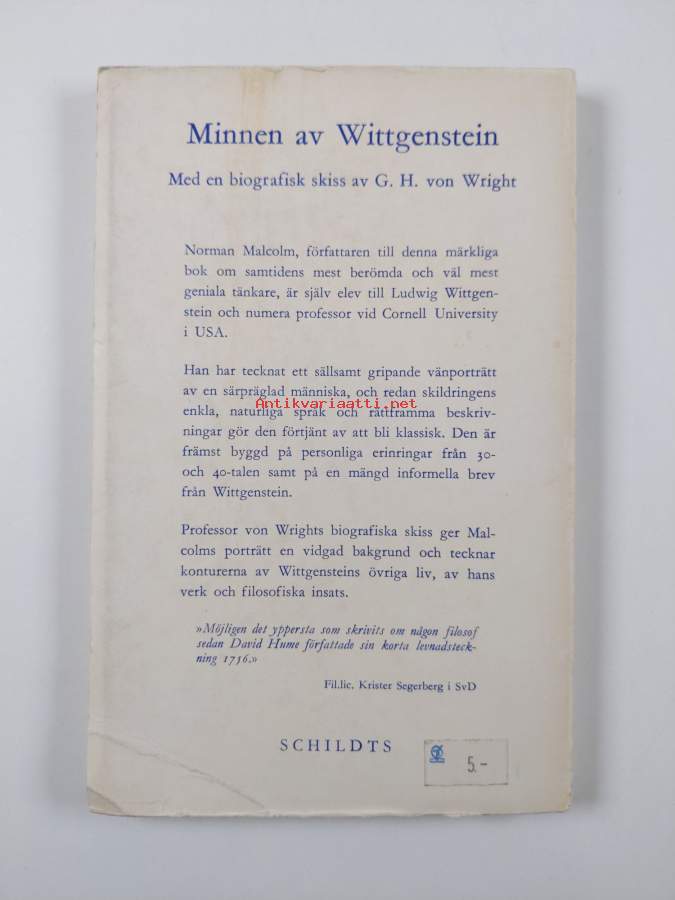 Minnen av Wittgenstein
Med en biografisk skiss av G. H. von Wright
Norman Malcolm, författaren till denna märkliga
bok om samtidens mest berömda och väl mest
geniala tänkare, är själv elev till Ludwig Wittgen-
stein och numera professor vid Cornell University
i USA.
Han har tecknat ett sällsamt gripande vänporträtt
av en särpräglad människa, och redan skildringens
Antikvariaatti.net
enkla, naturliga språk och rättframma beskriv-
ningar gör den förtjänt av att bli klassisk. Den är
främst byggd på personliga erinringar från 30-
och 40-talen samt på en mängd informella brev
från Wittgenstein.
Professor von Wrights biografiska skiss ger Mal-
colms porträtt en vidgad bakgrund och tecknar
konturerna av Wittgensteins övriga liv, av hans
verk och filosofiska insats.
»Möjligen det yppersta som skrivits om någon filosof
sedan David Hume författade sin korta levnadsteck-
ning 1756.»
Fil.lic. Krister Segerberg i SvD
SCHILDTS
5.-